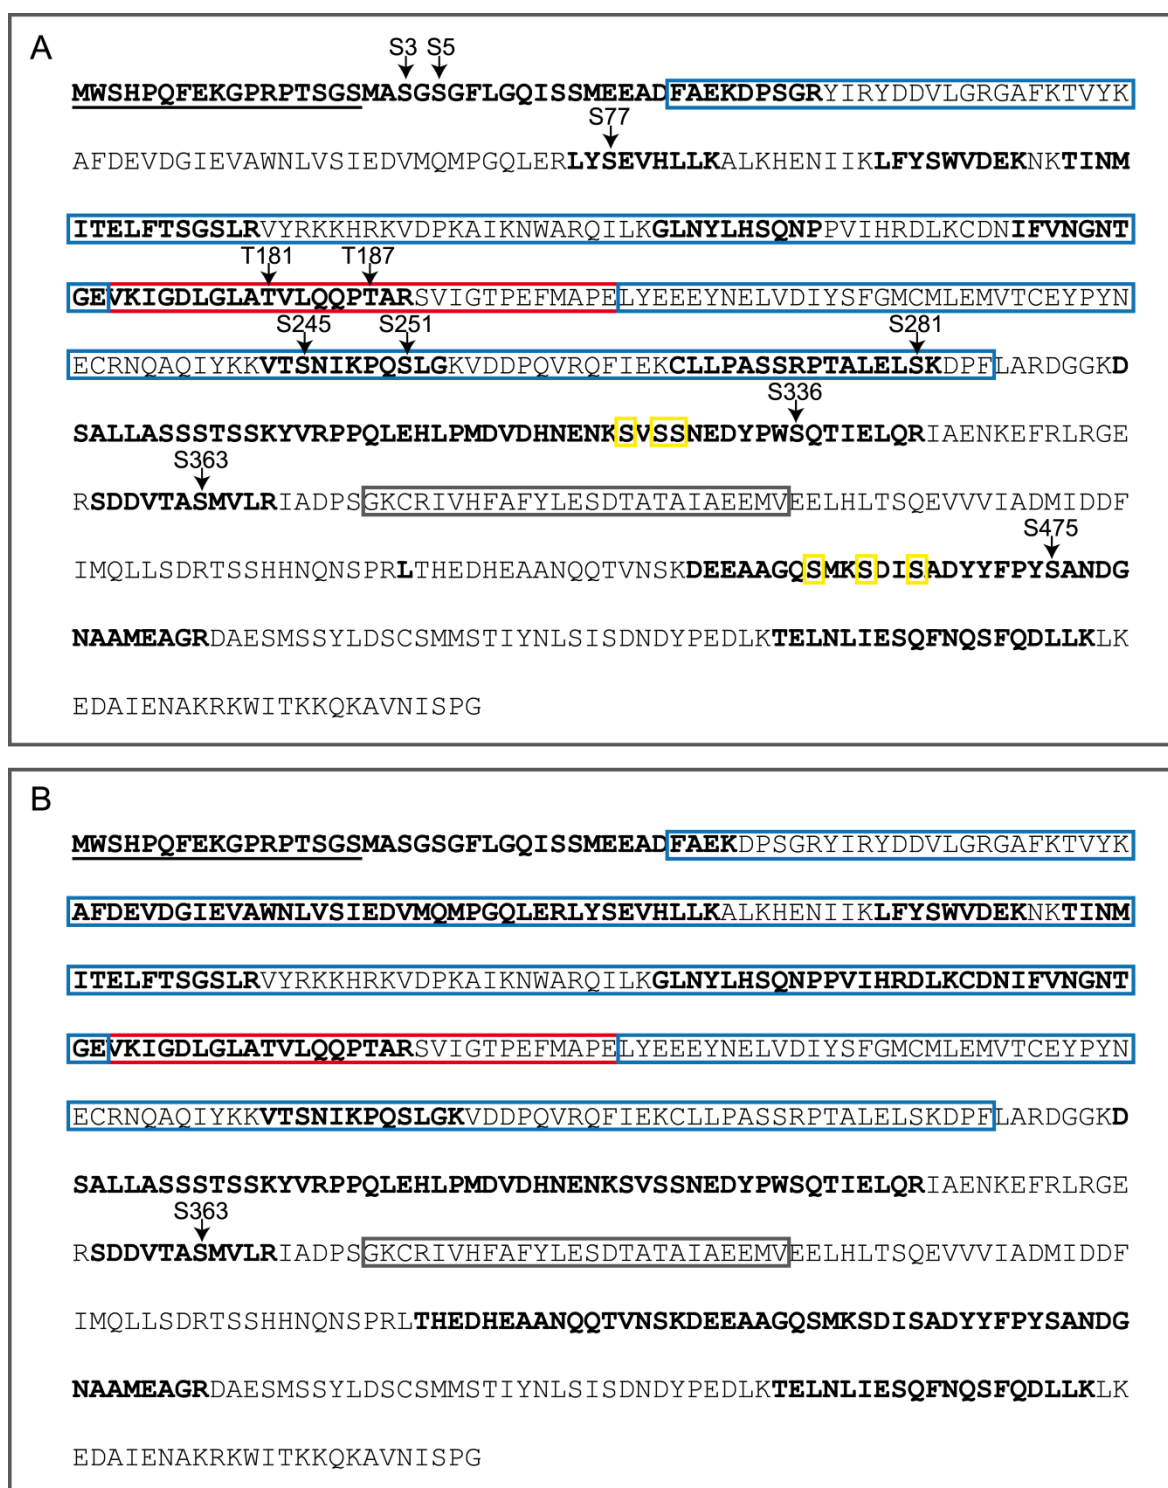 A
S3 S5
MWSHPQFEKGPRPTSGSMASGSGFLGQISSMEEADFAEKDPSGRYIRYDDVLGRGAFKTVYK
S77
AFDEVDGIEVAWNLVSIEDVMQMPGQLERLYSEVHLLKALKHENIIKLFYSWVDEKNKTINM
ITELFTSGSLRVYRKKHRKVDPKAIKNWARQILKGLNYLHSQNPPVIHRDLKCDNIFVNGNT
T181 T187
GEVKIGDLGLATVLQQPTARSVIGTPEFMAPELYEEEYNELVDIYSFGMCMLEMVTCEYPYN
S245 S251 S281
ECRNQAQIYKKVTSNIKPQSLGKVDDPQVRQFIEKCLLPASSRPTALELSKDPFLARDGGKD
S336
SALLASSSTSSKYVRPPQLEHLPMDVDHNENKSVSSNEDYPWSQTIELQRIAENKEFRLRGE
S363
RSDDVTASMVLRIADPSGKCRIVHFAFYLESDTATAIAEEMVEELHLTSQEVVVIADMIDDF
S475
IMQLLSDRTSSHHNQNSPRLTHEDHEAANQQTVNSKDEEAAGQSMKSDISADYYFPYSANDG
NAAMEAGRDAESMSSYLDSCSMMSTIYNLSISDNDYPEDLKTELNLIESQFNQSFQDLLKLK
EDAIENAKRKWITKKQKAVNISPG
B
MWSHPQFEKGPRPTSGSMASGSGFLGQISSMEEADFAEKDPSGRYIRYDDVLGRGAFKTVYK
AFDEVDGIEVAWNLVSIEDVMQMPGQLERLYSEVHLLKALKHENIIKLFYSWVDEKNKTINM
ITELFTSGSLRVYRKKHRKVDPKAIKNWARQILKGLNYLHSQNPPVIHRDLKCDNIFVNGNT
GEVKIGDLGLATVLQQPTARSVIGTPEFMAPELYEEEYNELVDIYSFGMCMLEMVTCEYPYN
ECRNQAQIYKKVTSNIKPQSLGKVDDPQVRQFIEKCLLPASSRPTALELSKDPFLARDGGKD
SALLASSSTSSKYVRPPQLEHLPMDVDHNENKSVSSNEDYPWSQTIELQRIAENKEFRLRGE
S363
RSDDVTASMVLRIADPSGKCRIVHFAFYLESDTATAIAEEMVEELHLTSQEVVVIADMIDDF
IMQLLSDRTSSHHNQNSPRLTHEDHEAANQQTVNSKDEEAAGQSMKSDISADYYFPYSANDG
NAAMEAGRDAESMSSYLDSCSMMSTIYNLSISDNDYPEDLKTELNLIESQFNQSFQDLLKLK
EDAIENAKRKWITKKQKAVNISPG